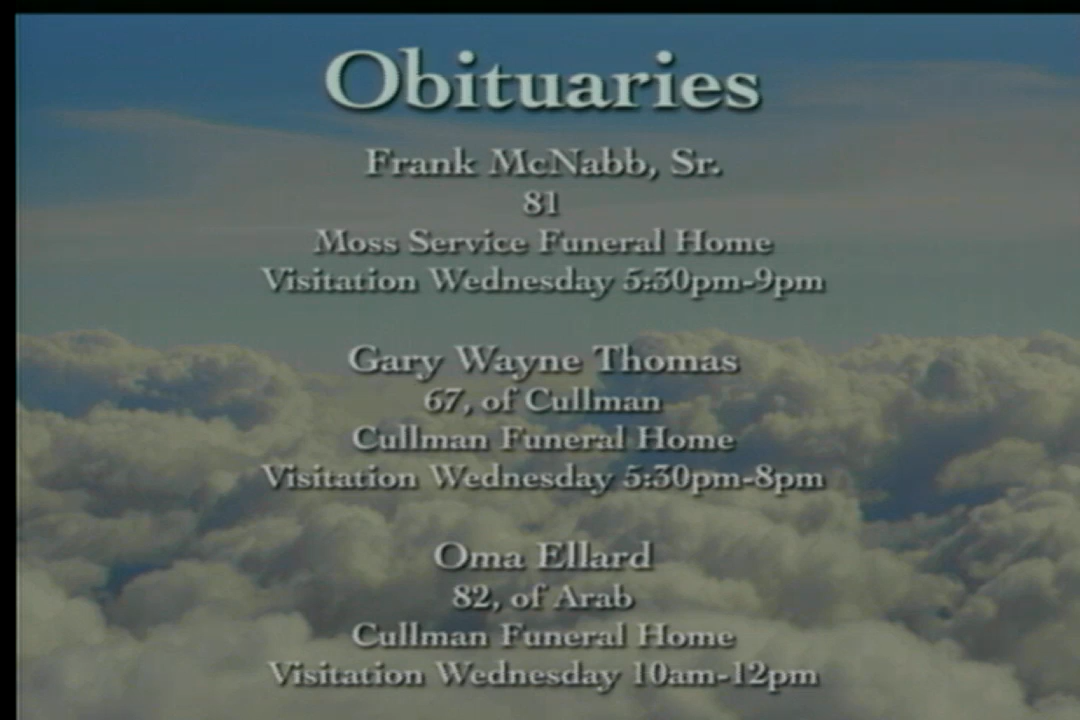 Obituaries
Frank McNabb, Sr.
81
Moss Service Funeral Home
Visitation Wednesday 5:30pm-9pm
Gary Wayne Thomas
67, of Cullman
Cullman Funeral Home
Visitation Wednesday 5:30pm-8pm
Oma Ellard
82, of Arab
Cullman Funeral Home
Visitation Wednesday 10am-12pm